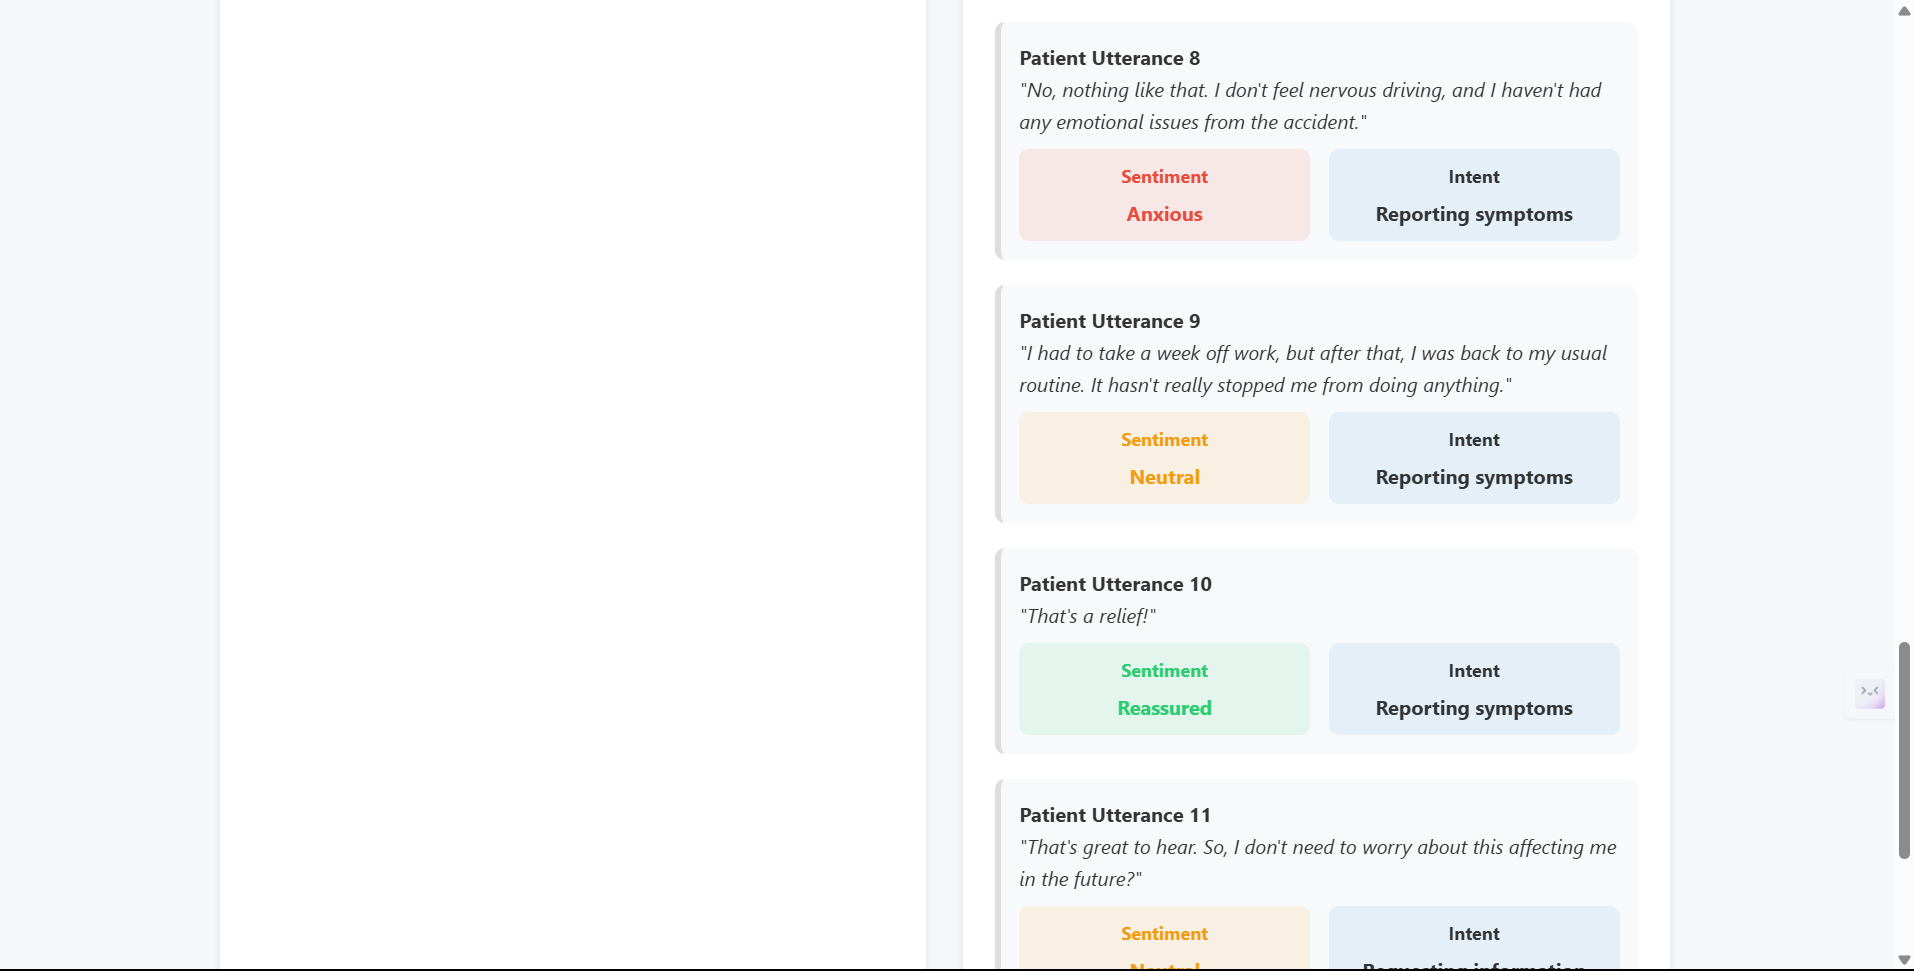 Patient Utterance 8
"No, nothing like that. I don't feel nervous driving, and I haven't had
any emotional issues from the accident."
Sentiment
Anxious
Intent
Reporting symptoms
Patient Utterance 9
"I had to take a week off work, but after that, I was back to my usual
routine. It hasn't really stopped me from doing anything."
Sentiment
Neutral
Intent
Reporting symptoms
Patient Utterance 10
"That's a relief!"
Sentiment
Reassured
Intent
Reporting symptoms
Patient Utterance 11
"That's great to hear. So, I don't need to worry about this affecting me
in the future?"
Sentiment
Neutral
Intent
Requesting information